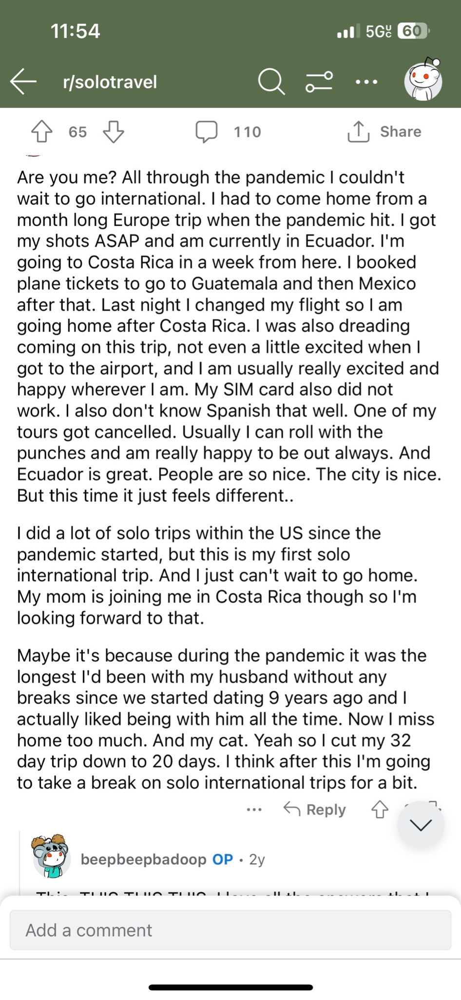 11:54
5GUC 60
r/solotravel
65
110
Share
Are you me? All through the pandemic I couldn't
wait to go international. I had to come home from a
month long Europe trip when the pandemic hit. I got
my shots ASAP and am currently in Ecuador. I'm
going to Costa Rica in a week from here. I booked
plane tickets to go to Guatemala and then Mexico
after that. Last night I changed my flight so I am
going home after Costa Rica. I was also dreading
coming on this trip, not even a little excited when I
got to the airport, and I am usually really excited and
happy wherever I am. My SIM card also did not
work. I also don't know Spanish that well. One of my
tours got cancelled. Usually I can roll with the
punches and am really happy to be out always. And
Ecuador is great. People are so nice. The city is nice.
But this time it just feels different..
I did a lot of solo trips within the US since the
pandemic started, but this is my first solo
international trip. And I just can't wait to go home.
My mom is joining me in Costa Rica though so I'm
looking forward to that.
Maybe it's because during the pandemic it was the
longest I'd been with my husband without any
breaks since we started dating 9 years ago and I
actually liked being with him all the time. Now I miss
home too much. And my cat. Yeah so I cut my 32
day trip down to 20 days. I think after this I'm going
to take a break on solo international trips for a bit.
Reply
beepbeepbadoop OP • 2y
This. THIS THIS THIS. I love all the answers that I
Add a comment